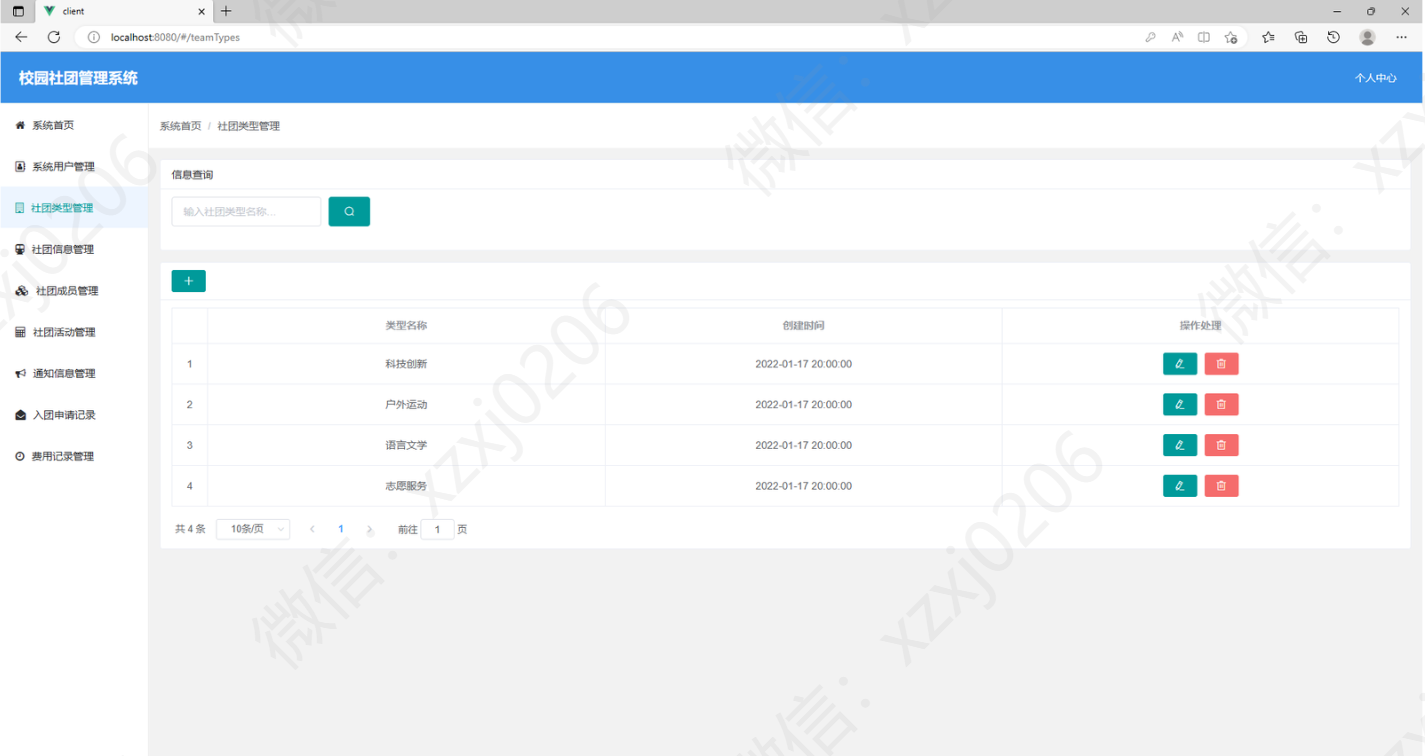 client
localhost:8080/#/teamTypes
校园社团管理系统
个人中心
系统首页
系统用户管理
社团类型管理
社团信息管理
社团成员管理
社团活动管理
通知信息管理
入团申请记录
费用记录管理
系统首页 / 社团类型管理
信息查询
输入社团类型名称...
类型名称 创建时间 操作处理
1 科技创新 2022-01-17 20:00:00
2 户外运动 2022-01-17 20:00:00
3 语言文学 2022-01-17 20:00:00
4 志愿服务 2022-01-17 20:00:00
共 4 条 10条/页 1 前往 1 页
微信：xzxj0206